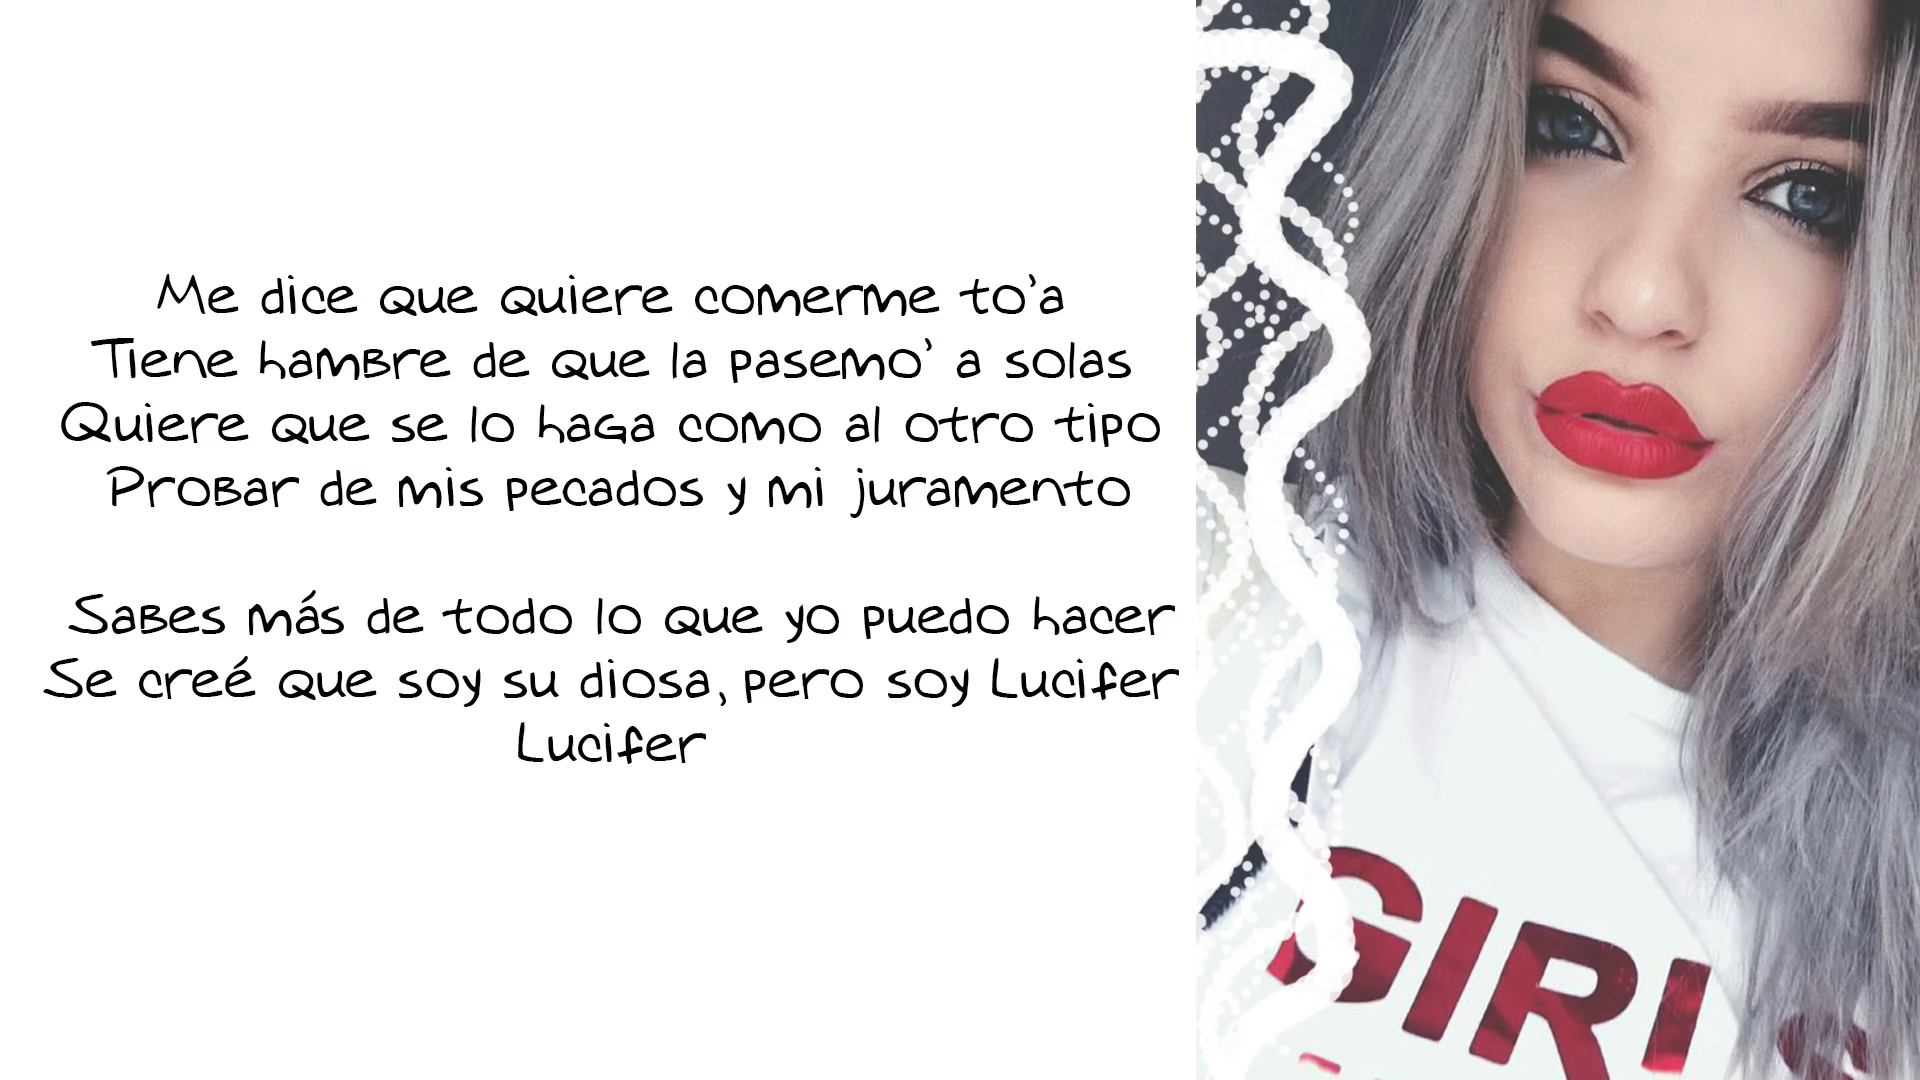 Me dice que quiere comerme to'a
Tiene hambre de que la pasemo' a solas
Quiere que se lo haga como al otro tipo
Probar de mis pecados y mi juramento
Sabes más de todo lo que yo puedo hacer
Se creé que soy su diosa, pero soy Lucifer
Lucifer
GIRLS